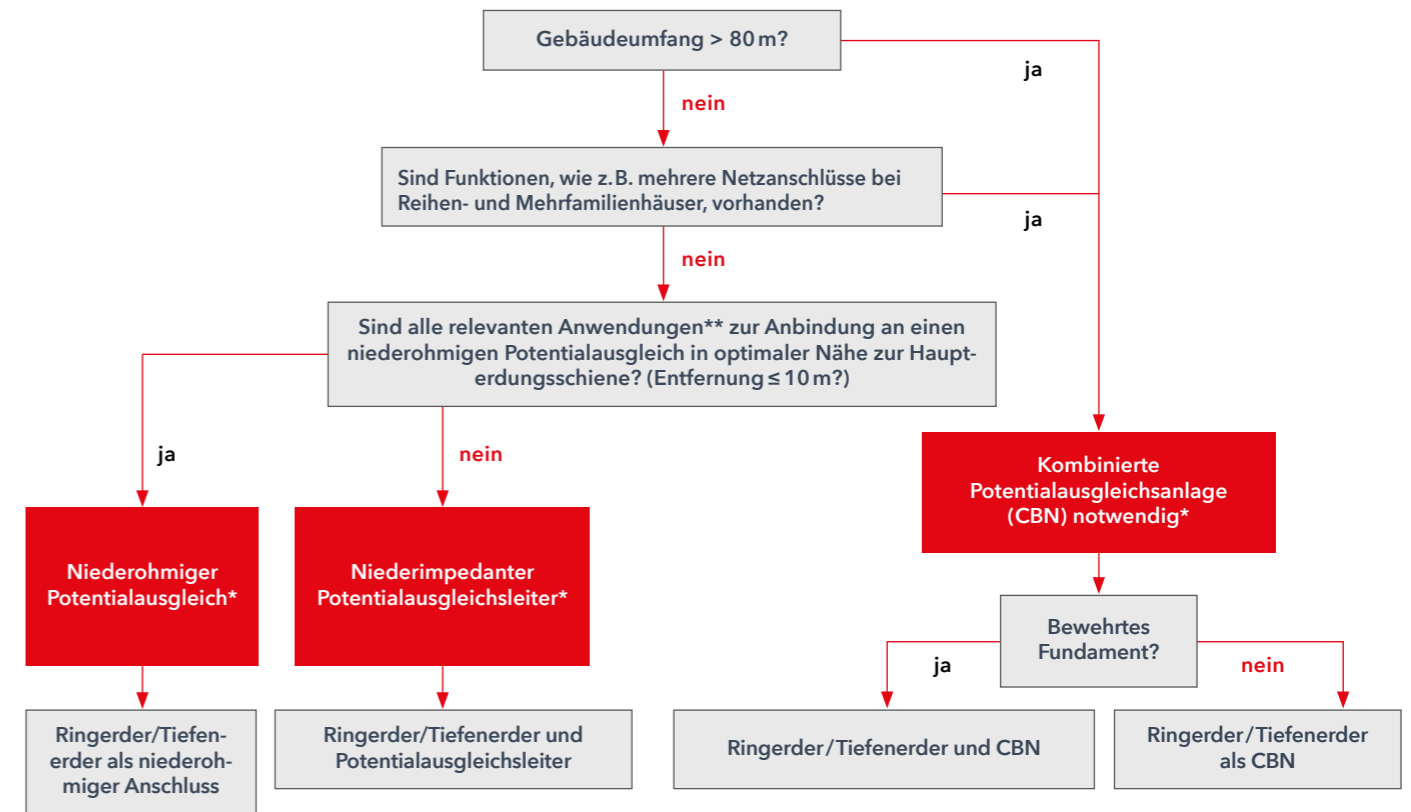 Gebäudeumfang > 80 m?
ja
nein
Sind Funktionen, wie z. B. mehrere Netzanschlüsse bei
Reihen- und Mehrfamilienhäuser, vorhanden?
ja
nein
Sind alle relevanten Anwendungen** zur Anbindung an einen
niederohmigen Potentialausgleich in optimaler Nähe zur Haupt-
erdungsschiene? (Entfernung ≤ 10 m?)
ja
nein
Kombinierte
Potentialausgleichsanlage
(CBN) notwendig*
Niederohmiger
Potentialausgleich*
Niederimpedanter
Potentialausgleichsleiter*
Bewehrtes
Fundament?
ja
nein
Ringerder/Tiefen-
erder als niederoh-
miger Anschluss
Ringerder/Tiefenerder und
Potentialausgleichsleiter
Ringerder/Tiefenerder und CBN
Ringerder/Tiefenerder
als CBN